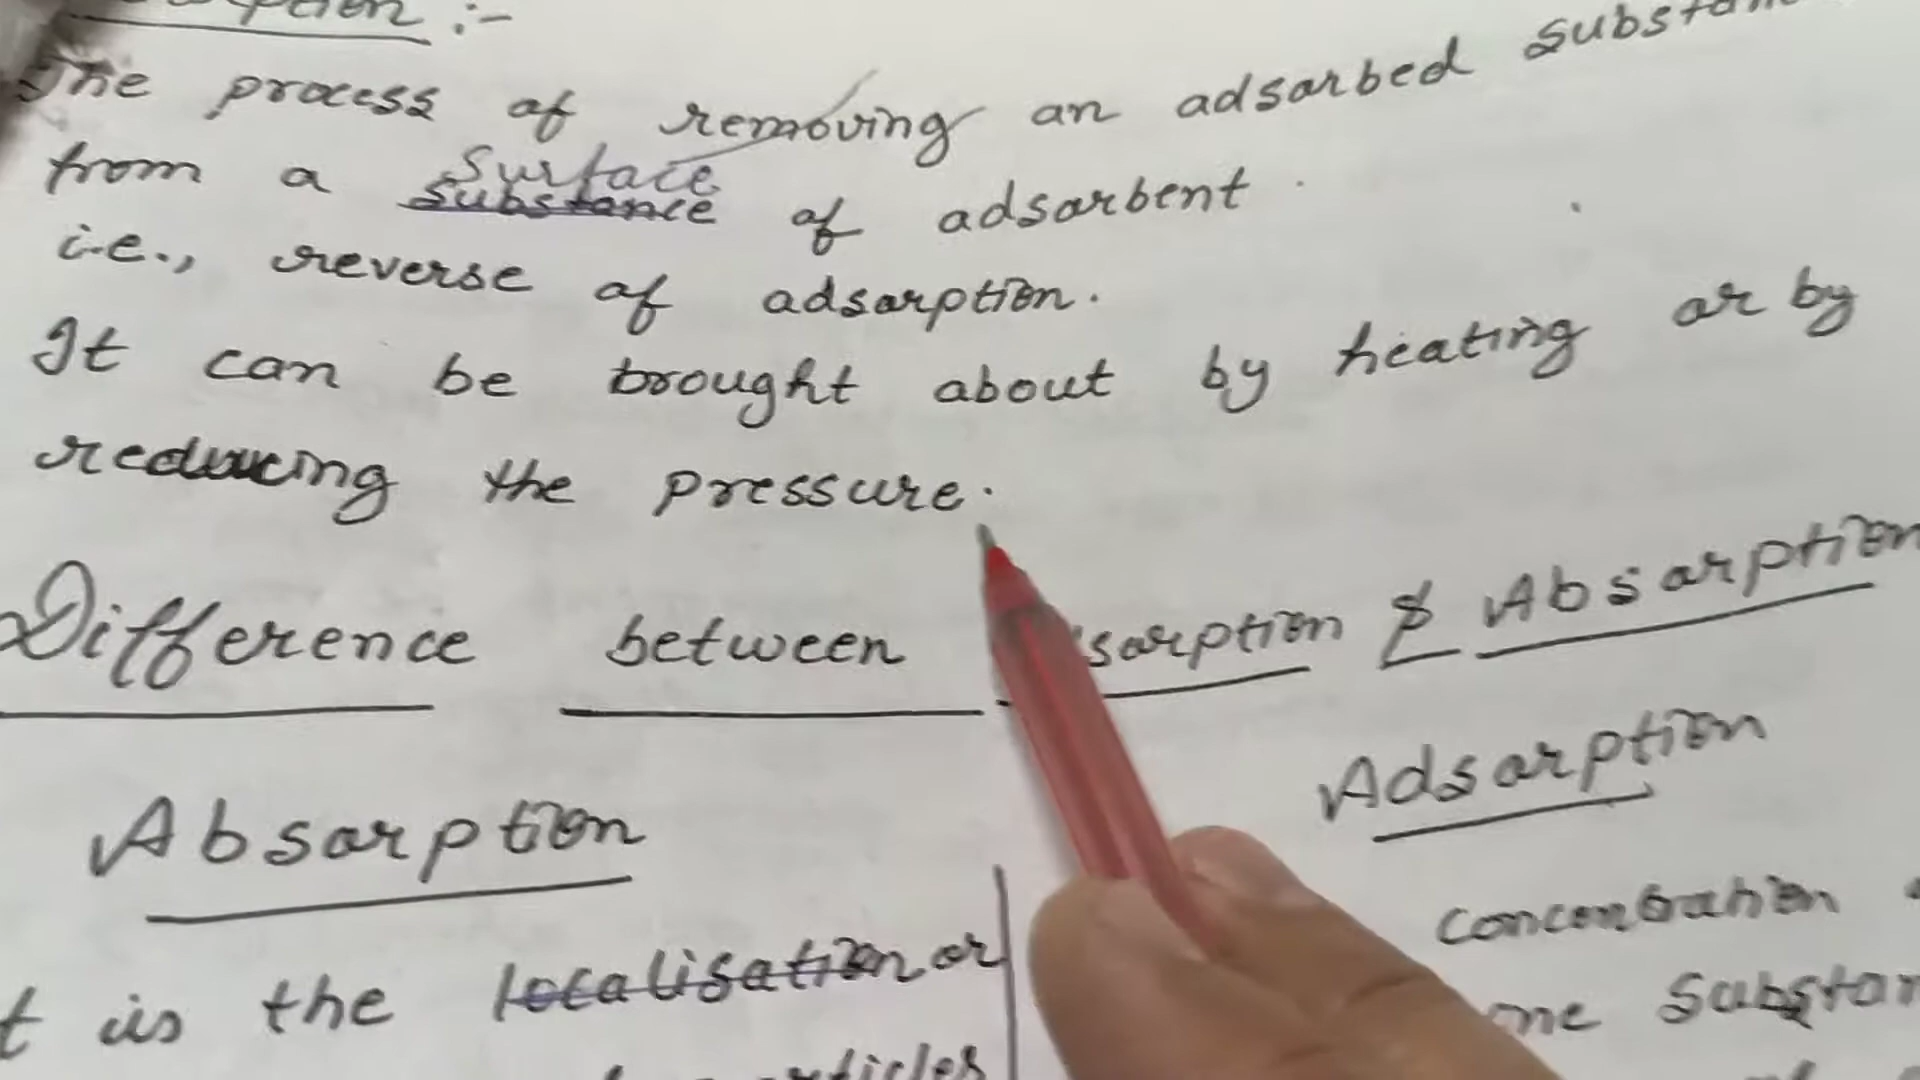 The process of removing an adsorbed
from a Surface substance of adsorbent
i.e., reverse of adsorption.
It can be brought about by heating or by
reducing the pressure.
Difference between & Absorption
Absorption
Adsorption
is the localisation or
concentration